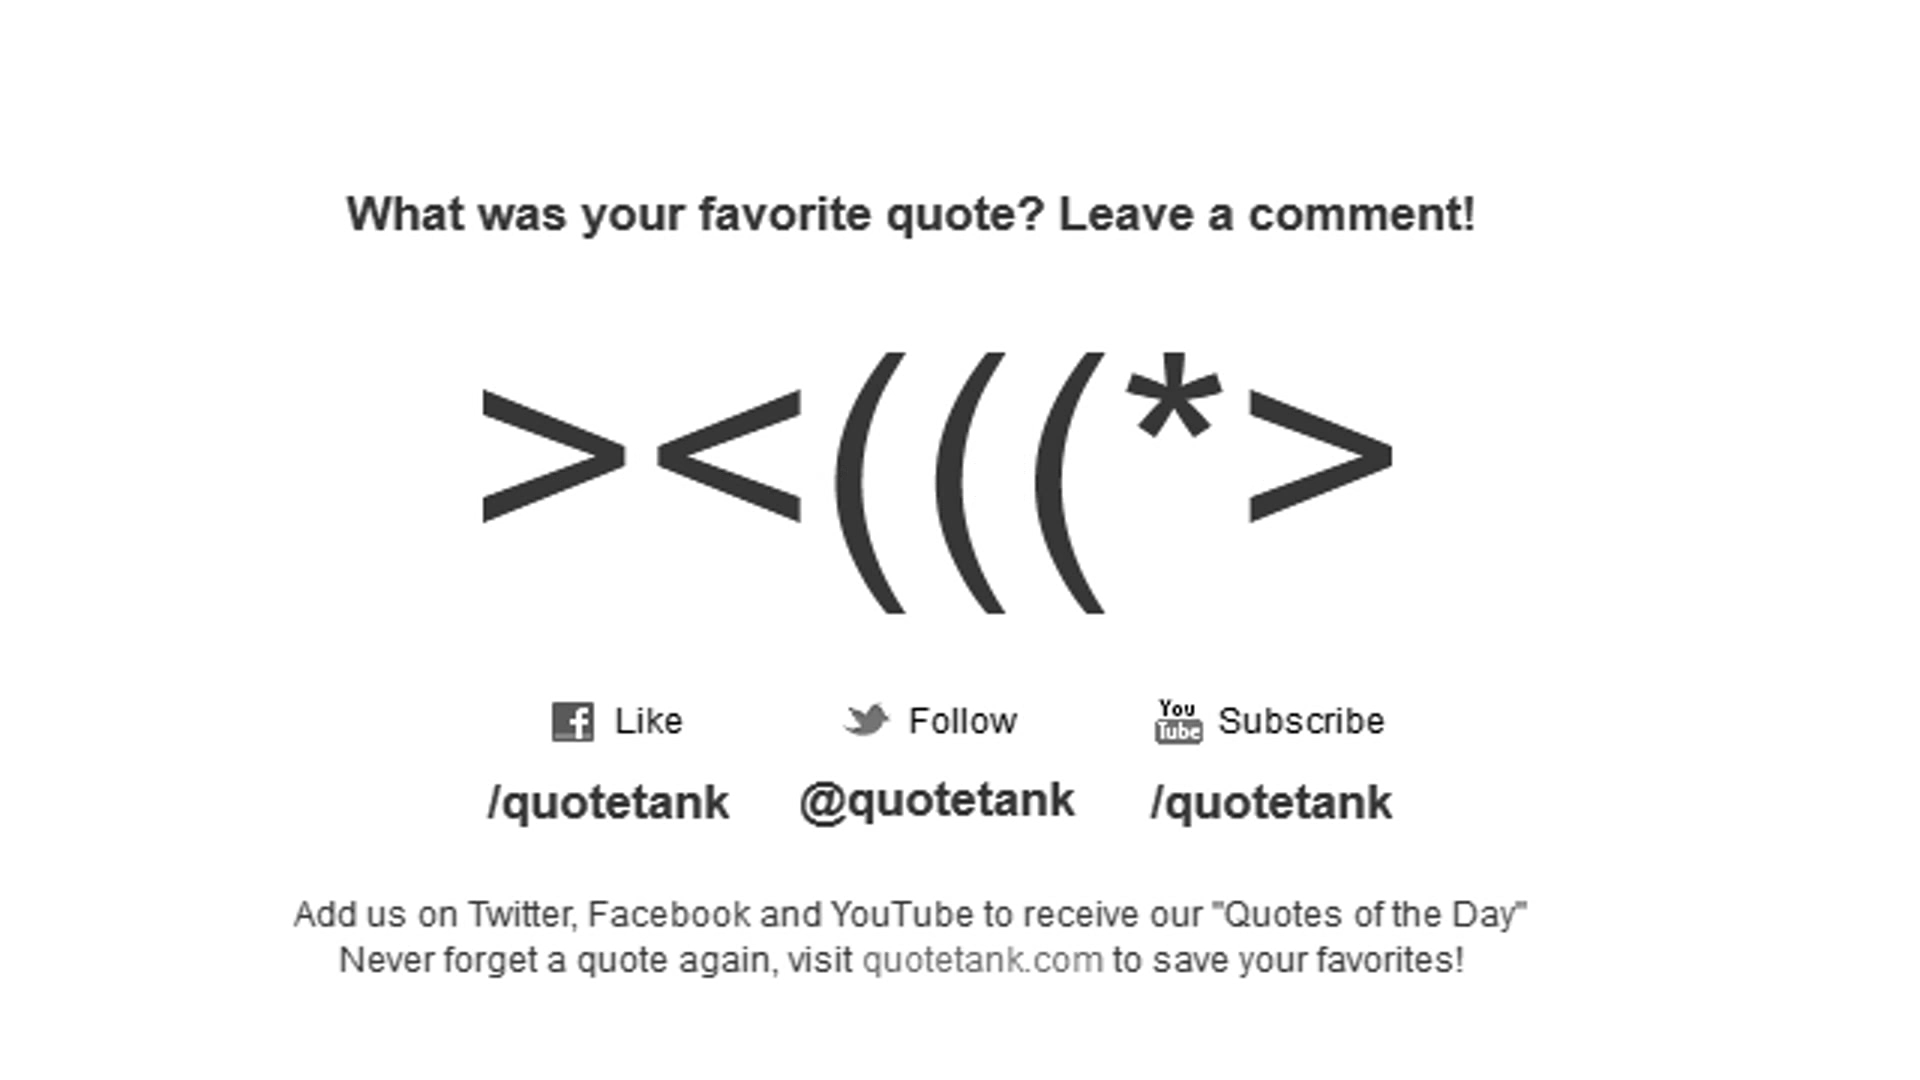 What was your favorite quote? Leave a comment!
><(((*>
f Like Follow You Tube Subscribe
/quotetank @quotetank /quotetank
Add us on Twitter, Facebook and YouTube to receive our "Quotes of the Day"
Never forget a quote again, visit quotetank.com to save your favorites!